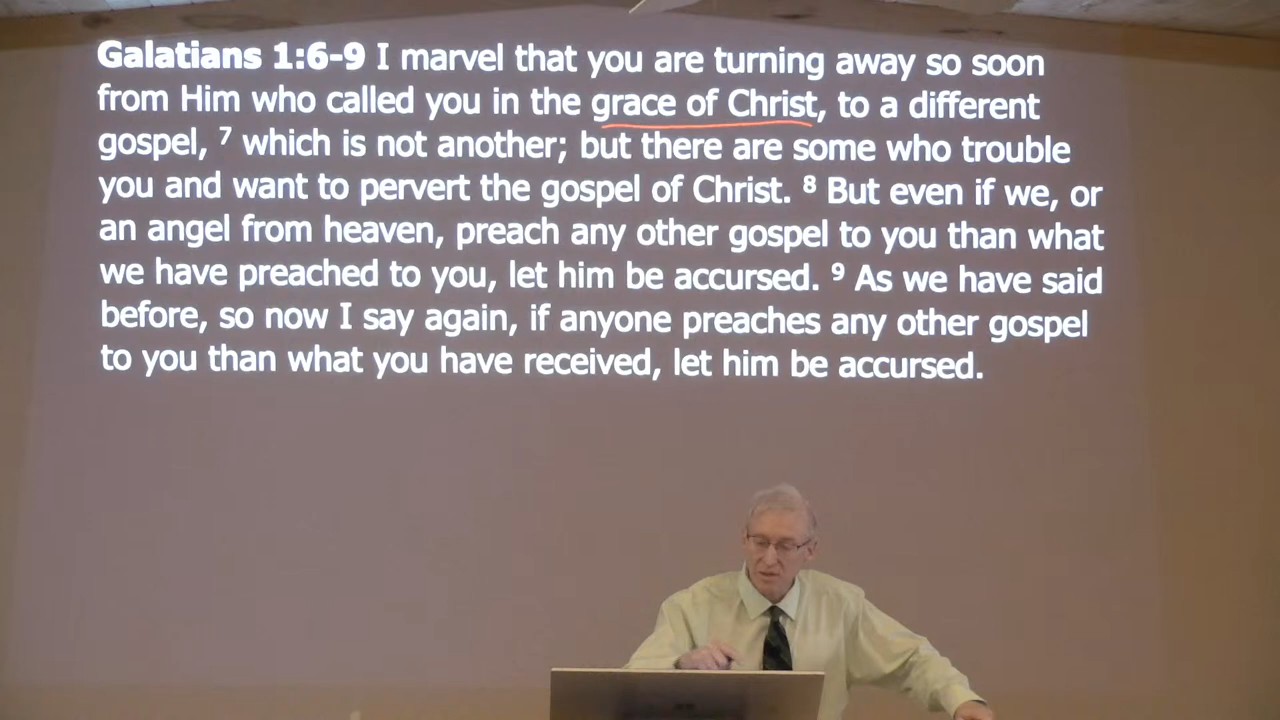 Galatians 1:6-9 I marvel that you are turning away so soon
from Him who called you in the grace of Christ, to a different
gospel, 7 which is not another; but there are some who trouble
you and want to pervert the gospel of Christ. 8 But even if we, or
an angel from heaven, preach any other gospel to you than what
we have preached to you, let him be accursed. 9 As we have said
before, so now I say again, if anyone preaches any other gospel
to you than what you have received, let him be accursed.